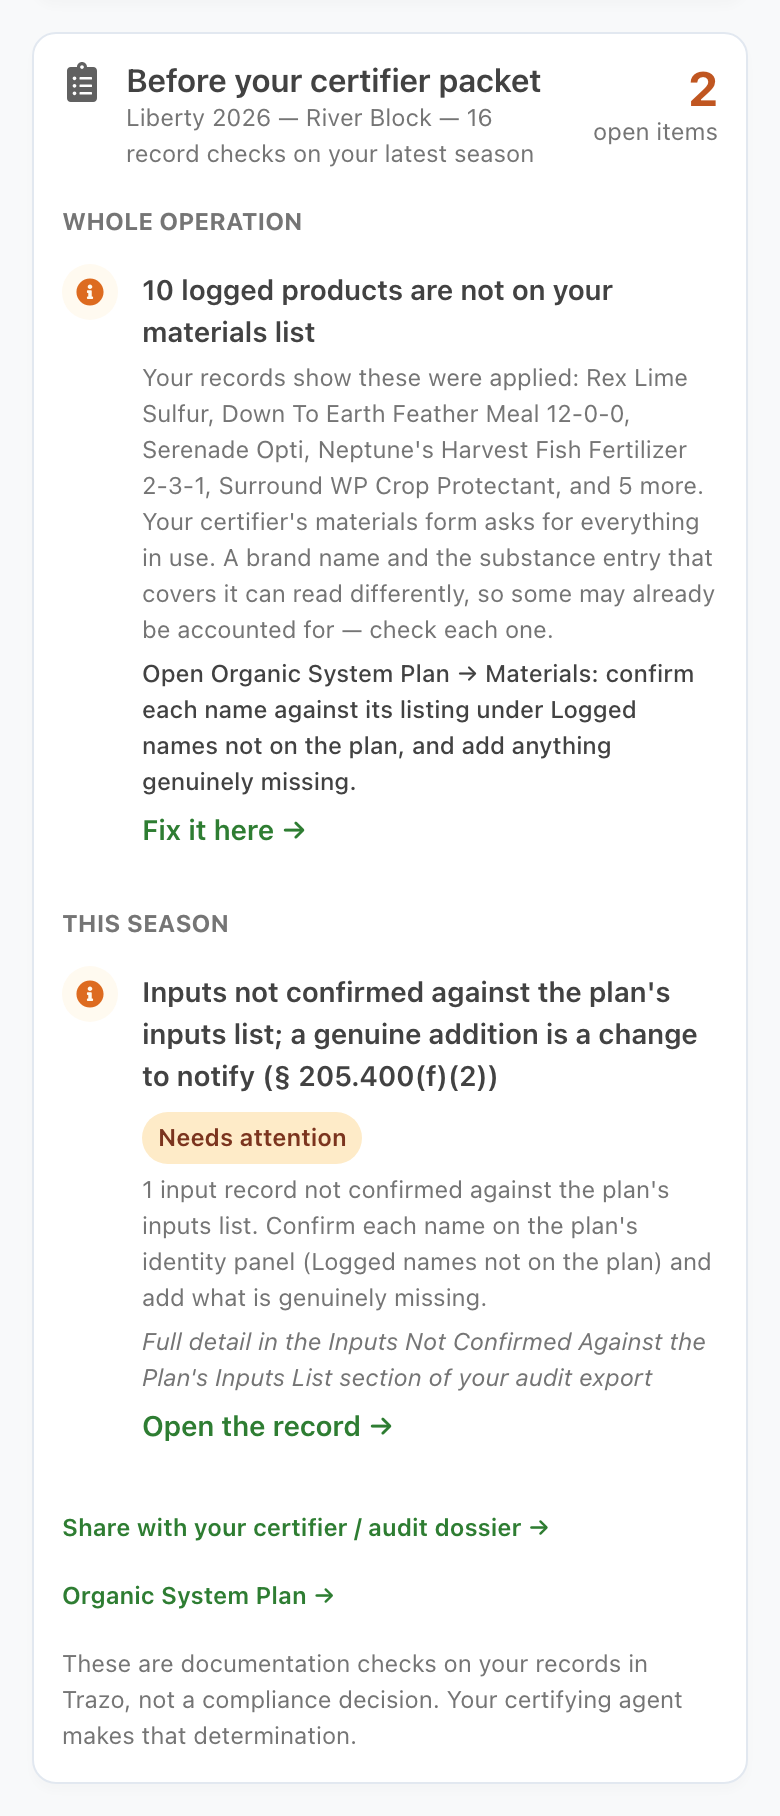 Before your certifier packet
Liberty 2026 — River Block — 16
record checks on your latest season
2
open items
WHOLE OPERATION
10 logged products are not on your
materials list
Your records show these were applied: Rex Lime
Sulfur, Down To Earth Feather Meal 12-0-0,
Serenade Opti, Neptune's Harvest Fish Fertilizer
2-3-1, Surround WP Crop Protectant, and 5 more.
Your certifier's materials form asks for everything
in use. A brand name and the substance entry that
covers it can read differently, so some may already
be accounted for — check each one.
Open Organic System Plan → Materials: confirm
each name against its listing under Logged
names not on the plan, and add anything
genuinely missing.
Fix it here →
THIS SEASON
Inputs not confirmed against the plan's
inputs list; a genuine addition is a change
to notify (§ 205.400(f)(2))
Needs attention
1 input record not confirmed against the plan's
inputs list. Confirm each name on the plan's
identity panel (Logged names not on the plan) and
add what is genuinely missing.
Full detail in the Inputs Not Confirmed Against the
Plan's Inputs List section of your audit export
Open the record →
Share with your certifier / audit dossier →
Organic System Plan →
These are documentation checks on your records in
Trazo, not a compliance decision. Your certifying agent
makes that determination.